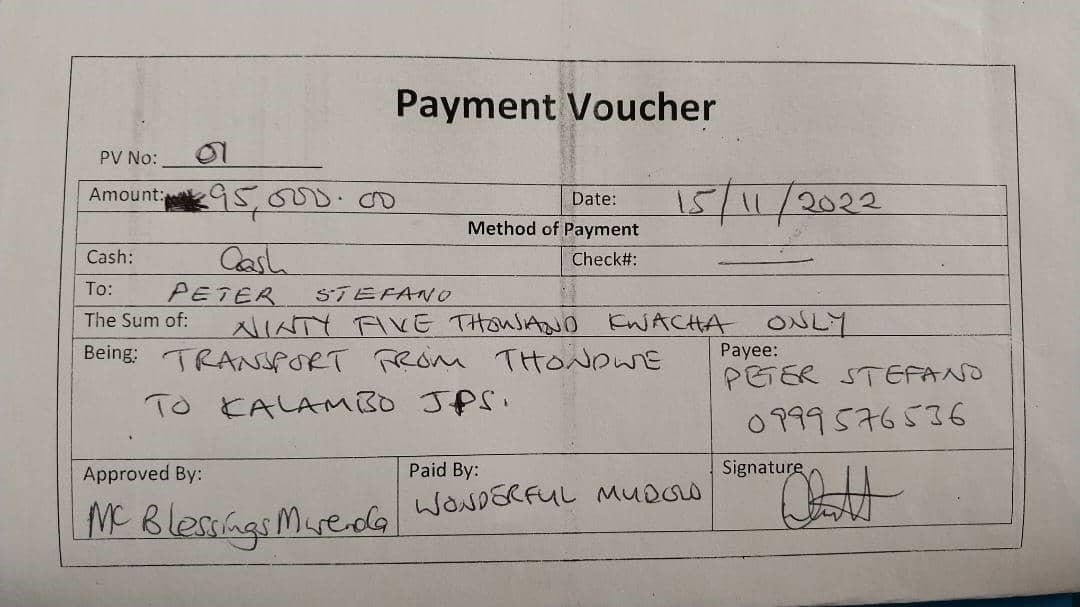 Payment Voucher
PV No: 01
Amount: 95,000.00 Date: 15/11/2022
Method of Payment
Cash: Cash Check#:
To: PETER STEFANO
The Sum of: NINTY FIVE THOUSAND KWACHA ONLY
Being: TRANSPORT FROM THONDWE Payee:
PETER STEFANO
TO KALAMBO JPS. 0999576536
Approved By: Paid By: Signature
MC Blessings Mwenda WONDERFUL